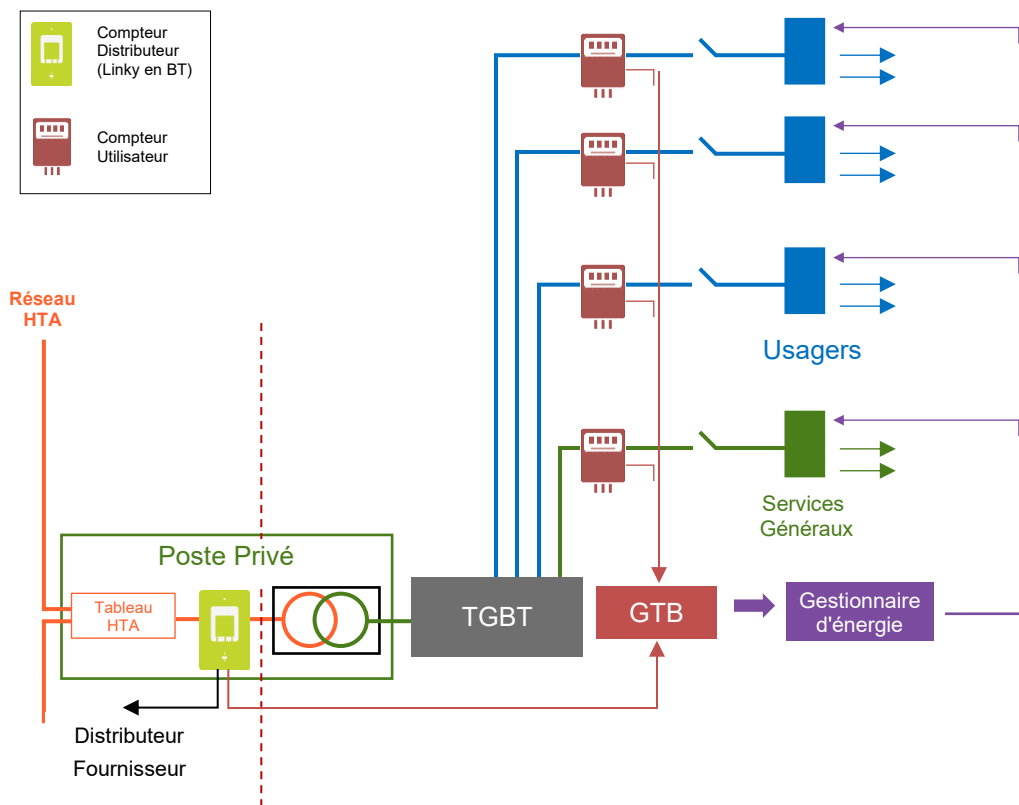 Compteur
Distributeur
(Linky en BT)
Compteur
Utilisateur
Réseau
HTA
Usagers
Services
Généraux
Poste Privé
Tableau
HTA
TGBT
GTB
Gestionnaire
d'énergie
Distributeur
Fournisseur